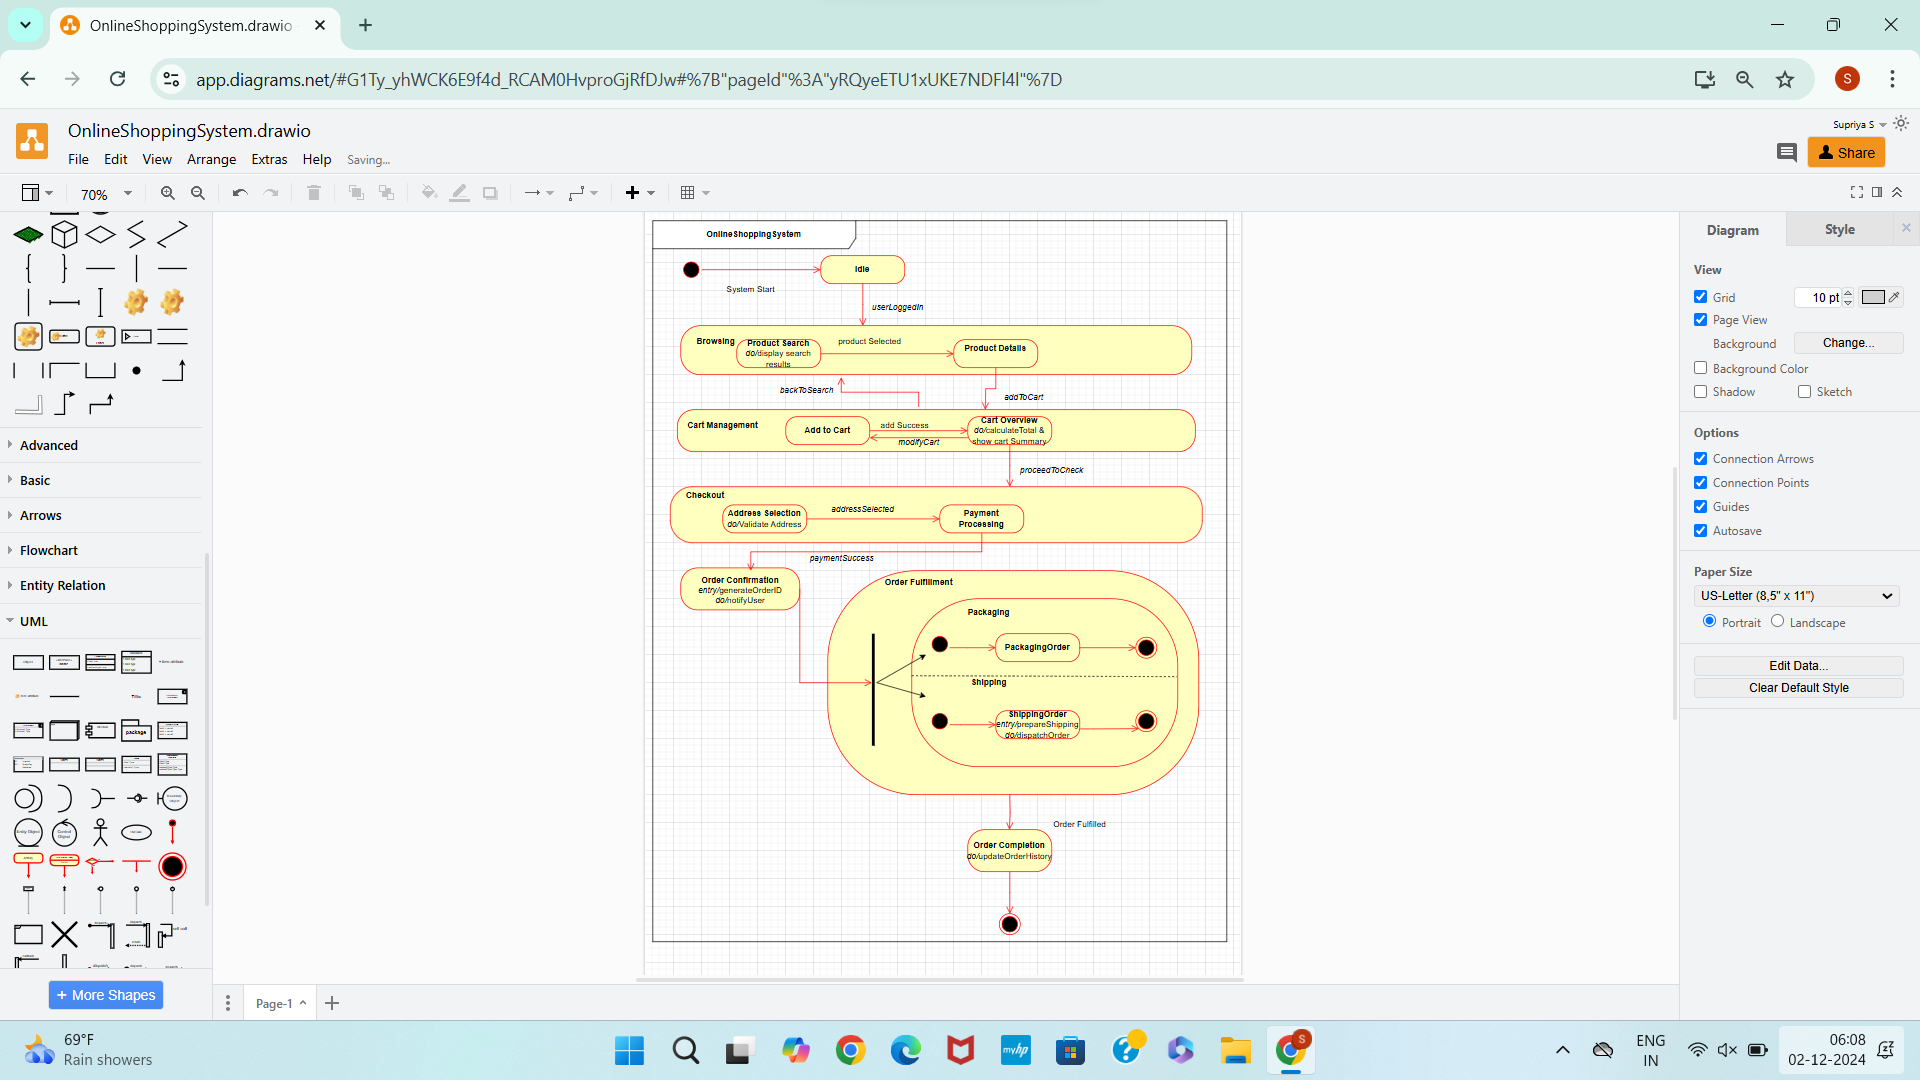 OnlineShoppingSystem.drawio
app.diagrams.net/#G1Ty_yhWCK6E9f4d_RCAM0HvproGjRfDJw#%7B"pageId"%3A"yRQyeETU1xUKE7NDFl4l"%7D
S
OnlineShoppingSystem.drawio
Supriya S
File Edit View Arrange Extras Help Saving...
Share
70%
Diagram Style
OnlineShoppingSystem
Idle
System Start
userLoggedIn
Browsing
Product Search
do/display search
results
product Selected
Product Details
backToSearch
addToCart
Cart Management
Add to Cart
add Success
modifyCart
Cart Overview
do/calculateTotal &
show cart Summary
proceedToCheck
Checkout
Address Selection
do/Validate Address
addressSelected
Payment
Processing
paymentSuccess
Order Confirmation
entry/generateOrderID
do/notifyUser
Order Fulfillment
Packaging
PackagingOrder
Shipping
ShippingOrder
entry/prepareShipping
do/dispatchOrder
Order Fulfilled
Order Completion
do/updateOrderHistory
Advanced
Basic
Arrows
Flowchart
Entity Relation
UML
package
+ More Shapes
Page-1
View
Grid 10 pt
Page View
Background Change...
Background Color
Shadow Sketch
Options
Connection Arrows
Connection Points
Guides
Autosave
Paper Size
US-Letter (8,5" x 11")
Portrait Landscape
Edit Data...
Clear Default Style
69°F
Rain showers
myhp
S
ENG
IN
06:08
02-12-2024